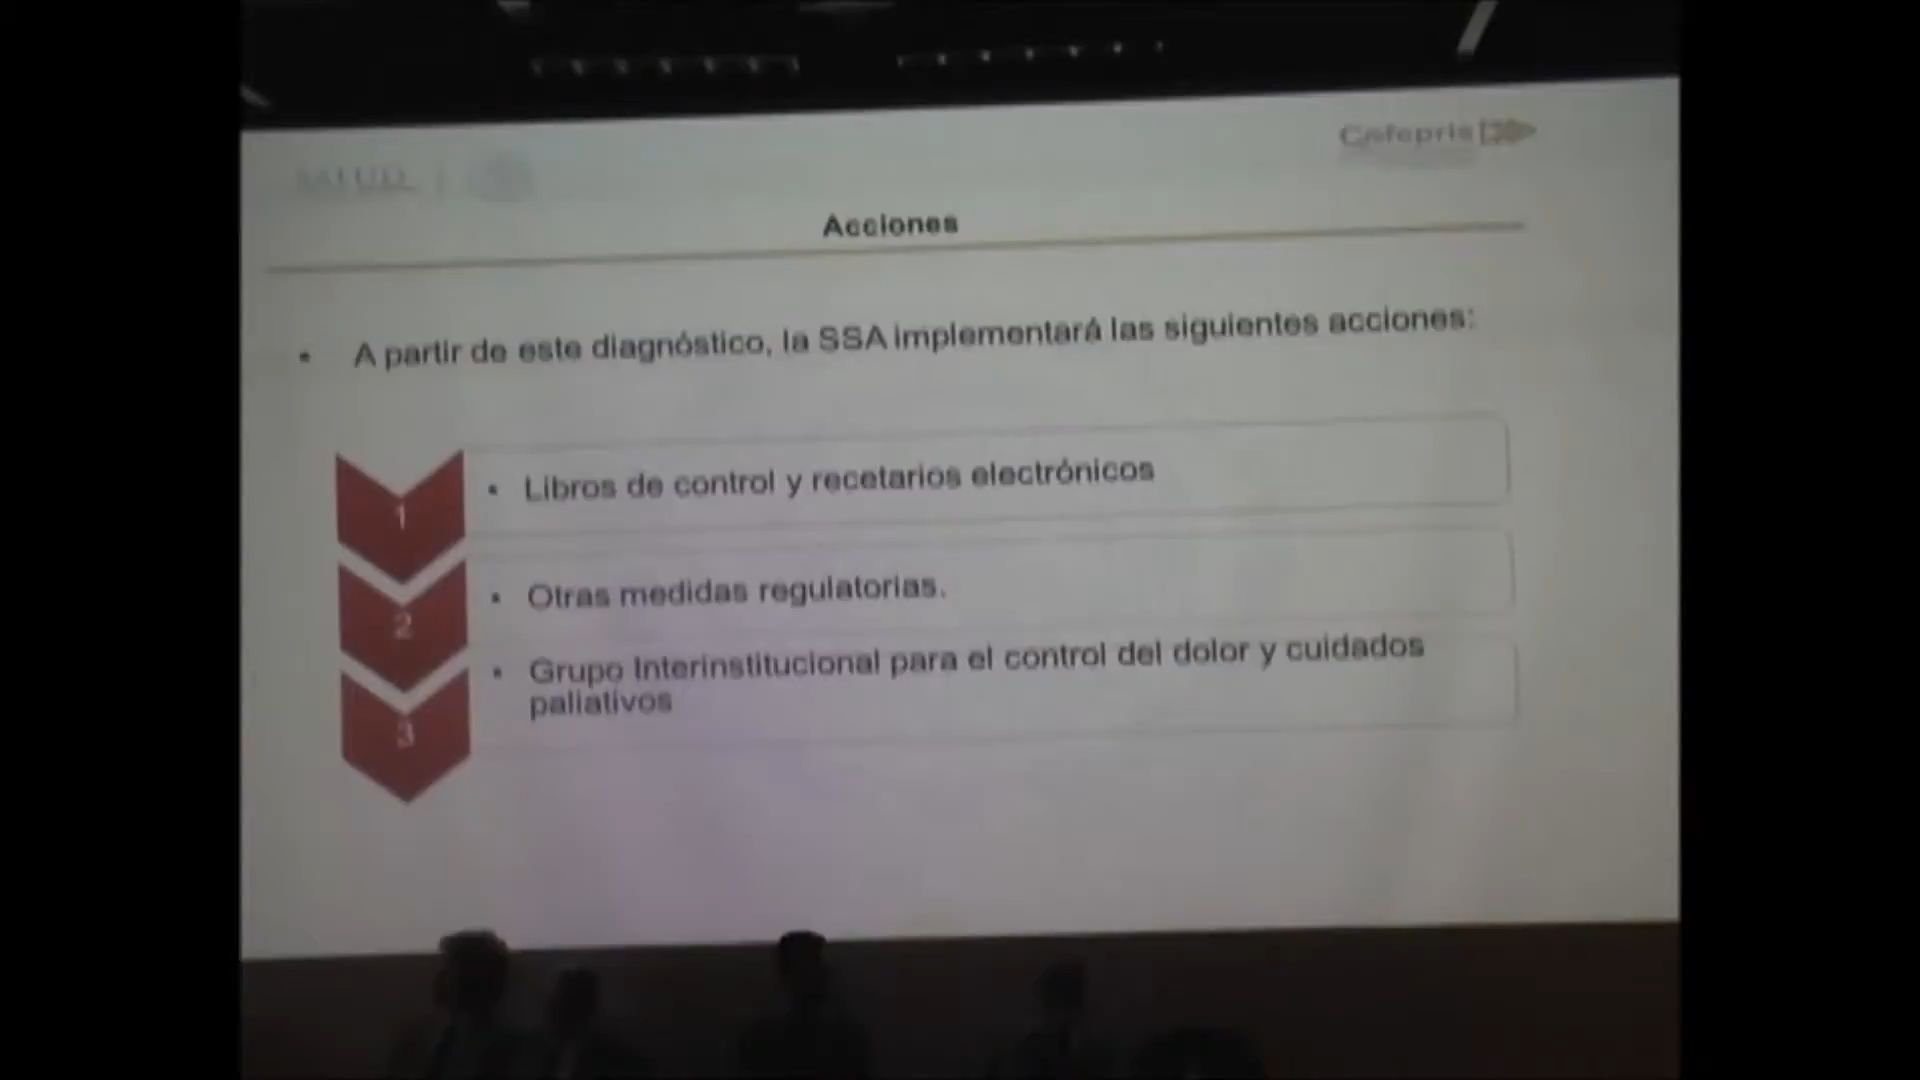 SALUD
Cofepris
Acciones
• A partir de este diagnóstico, la SSA implementará las siguientes acciones:
1
• Libros de control y recetarios electrónicos
2
• Otras medidas regulatorias.
3
• Grupo Interinstitucional para el control del dolor y cuidados
paliativos